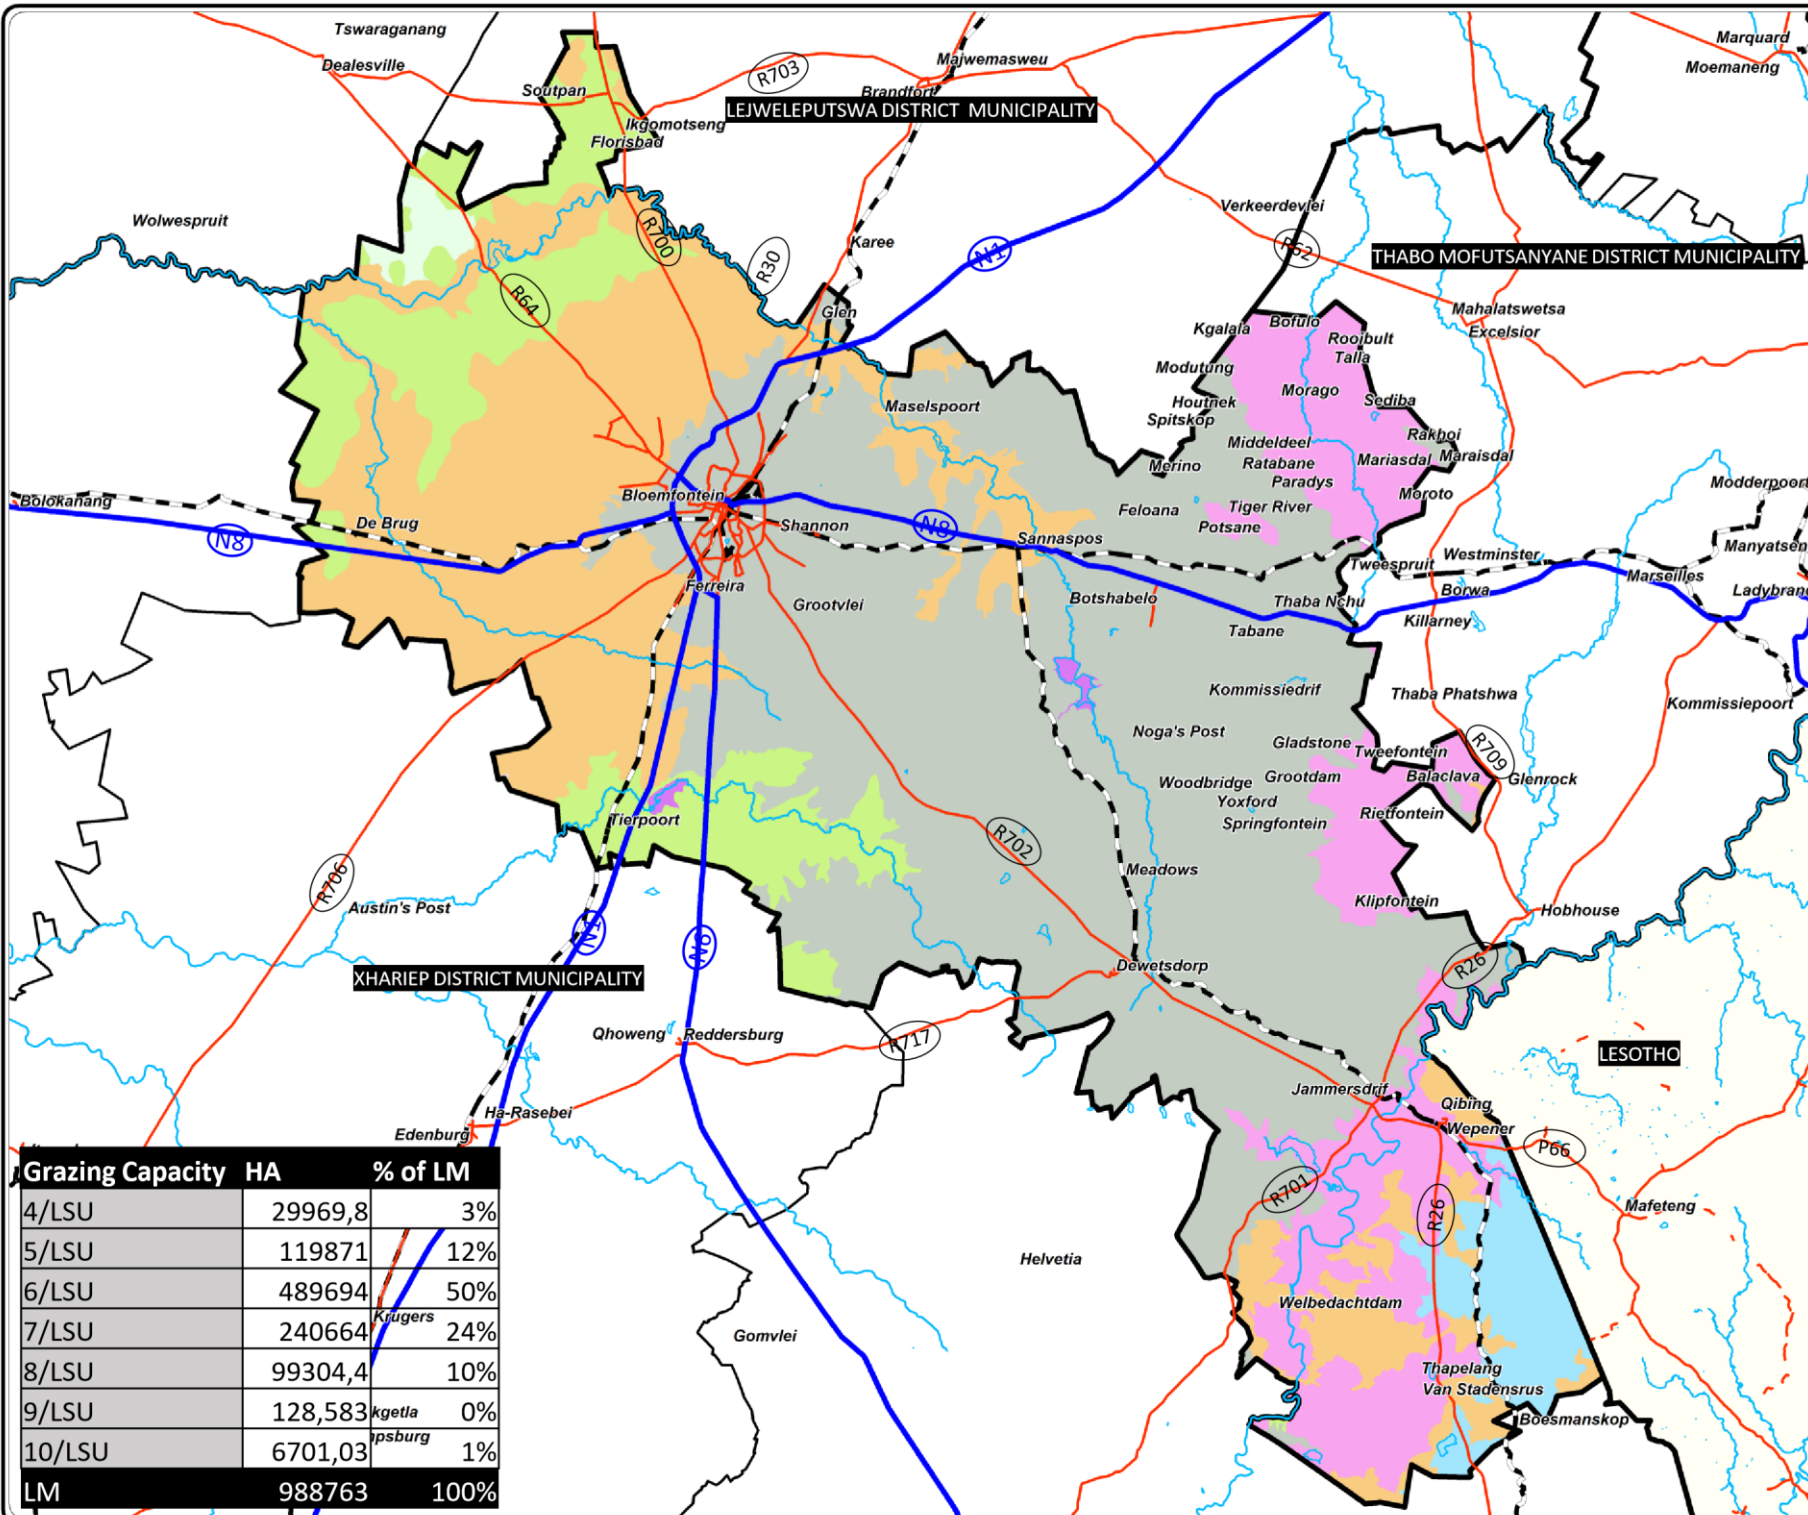 Tswaraganang
Dealesville
Soutpan
R703
Majwemasweu
Brandfort
LEJWELEPUTSWA DISTRICT MUNICIPALITY
Ikgomotseng
Florisbad
Marquard
Moemaneng
Wolwespruit
R700
R30
Karee
N1
Verkeerdevlei
R62
THABO MOFUTSANYANE DISTRICT MUNICIPALITY
R64
Glen
Kgalala
Bofulo
Mahalatswetsa
Excelsior
Rooibult
Talla
Modutung
Morago
Houtnek
Spitskop
Sediba
Maselspoort
Middeldeel
Rakhoi
Merino
Ratabane
Mariasdal
Maraisdal
Paradys
Moroto
Modderpoort
Bolokanang
Bloemfontein
Feloana
Tiger River
Potsane
De Brug
N8
Shannon
N8
Sannaspos
Tweespruit
Westminster
Manyatsen
Marseilles
Ferreira
Grootvlei
Botshabelo
Thaba Nchu
Borwa
Ladybrand
Killarney
Tabane
Kommissiedrif
Thaba Phatshwa
Kommissiepoort
Noga's Post
Gladstone
Tweefontein
R709
Woodbridge
Grootdam
Balaclava
Glenrock
Yoxford
Springfontein
Rietfontein
Tierpoort
R702
R706
Meadows
Austin's Post
Klipfontein
Hobhouse
N1
N6
XHARIEP DISTRICT MUNICIPALITY
Dewetsdorp
R26
Qhoweng
Reddersburg
R717
LESOTHO
Jammersdrif
Qibing
Wepener
P66
Ha-Rasebei
Edenburg
R701
R26
Mafeteng
Helvetia
Welbedachtdam
Gomvlei
Thapelang
Van Stadensrus
Boesmanskop
Grazing Capacity HA % of LM
4/LSU 29969,8 3%
5/LSU 119871 12%
6/LSU 489694 50%
Krugers
7/LSU 240664 24%
8/LSU 99304,4 10%
9/LSU 128,583 kgetla 0%
psburg
10/LSU 6701,03 1%
LM 988763 100%